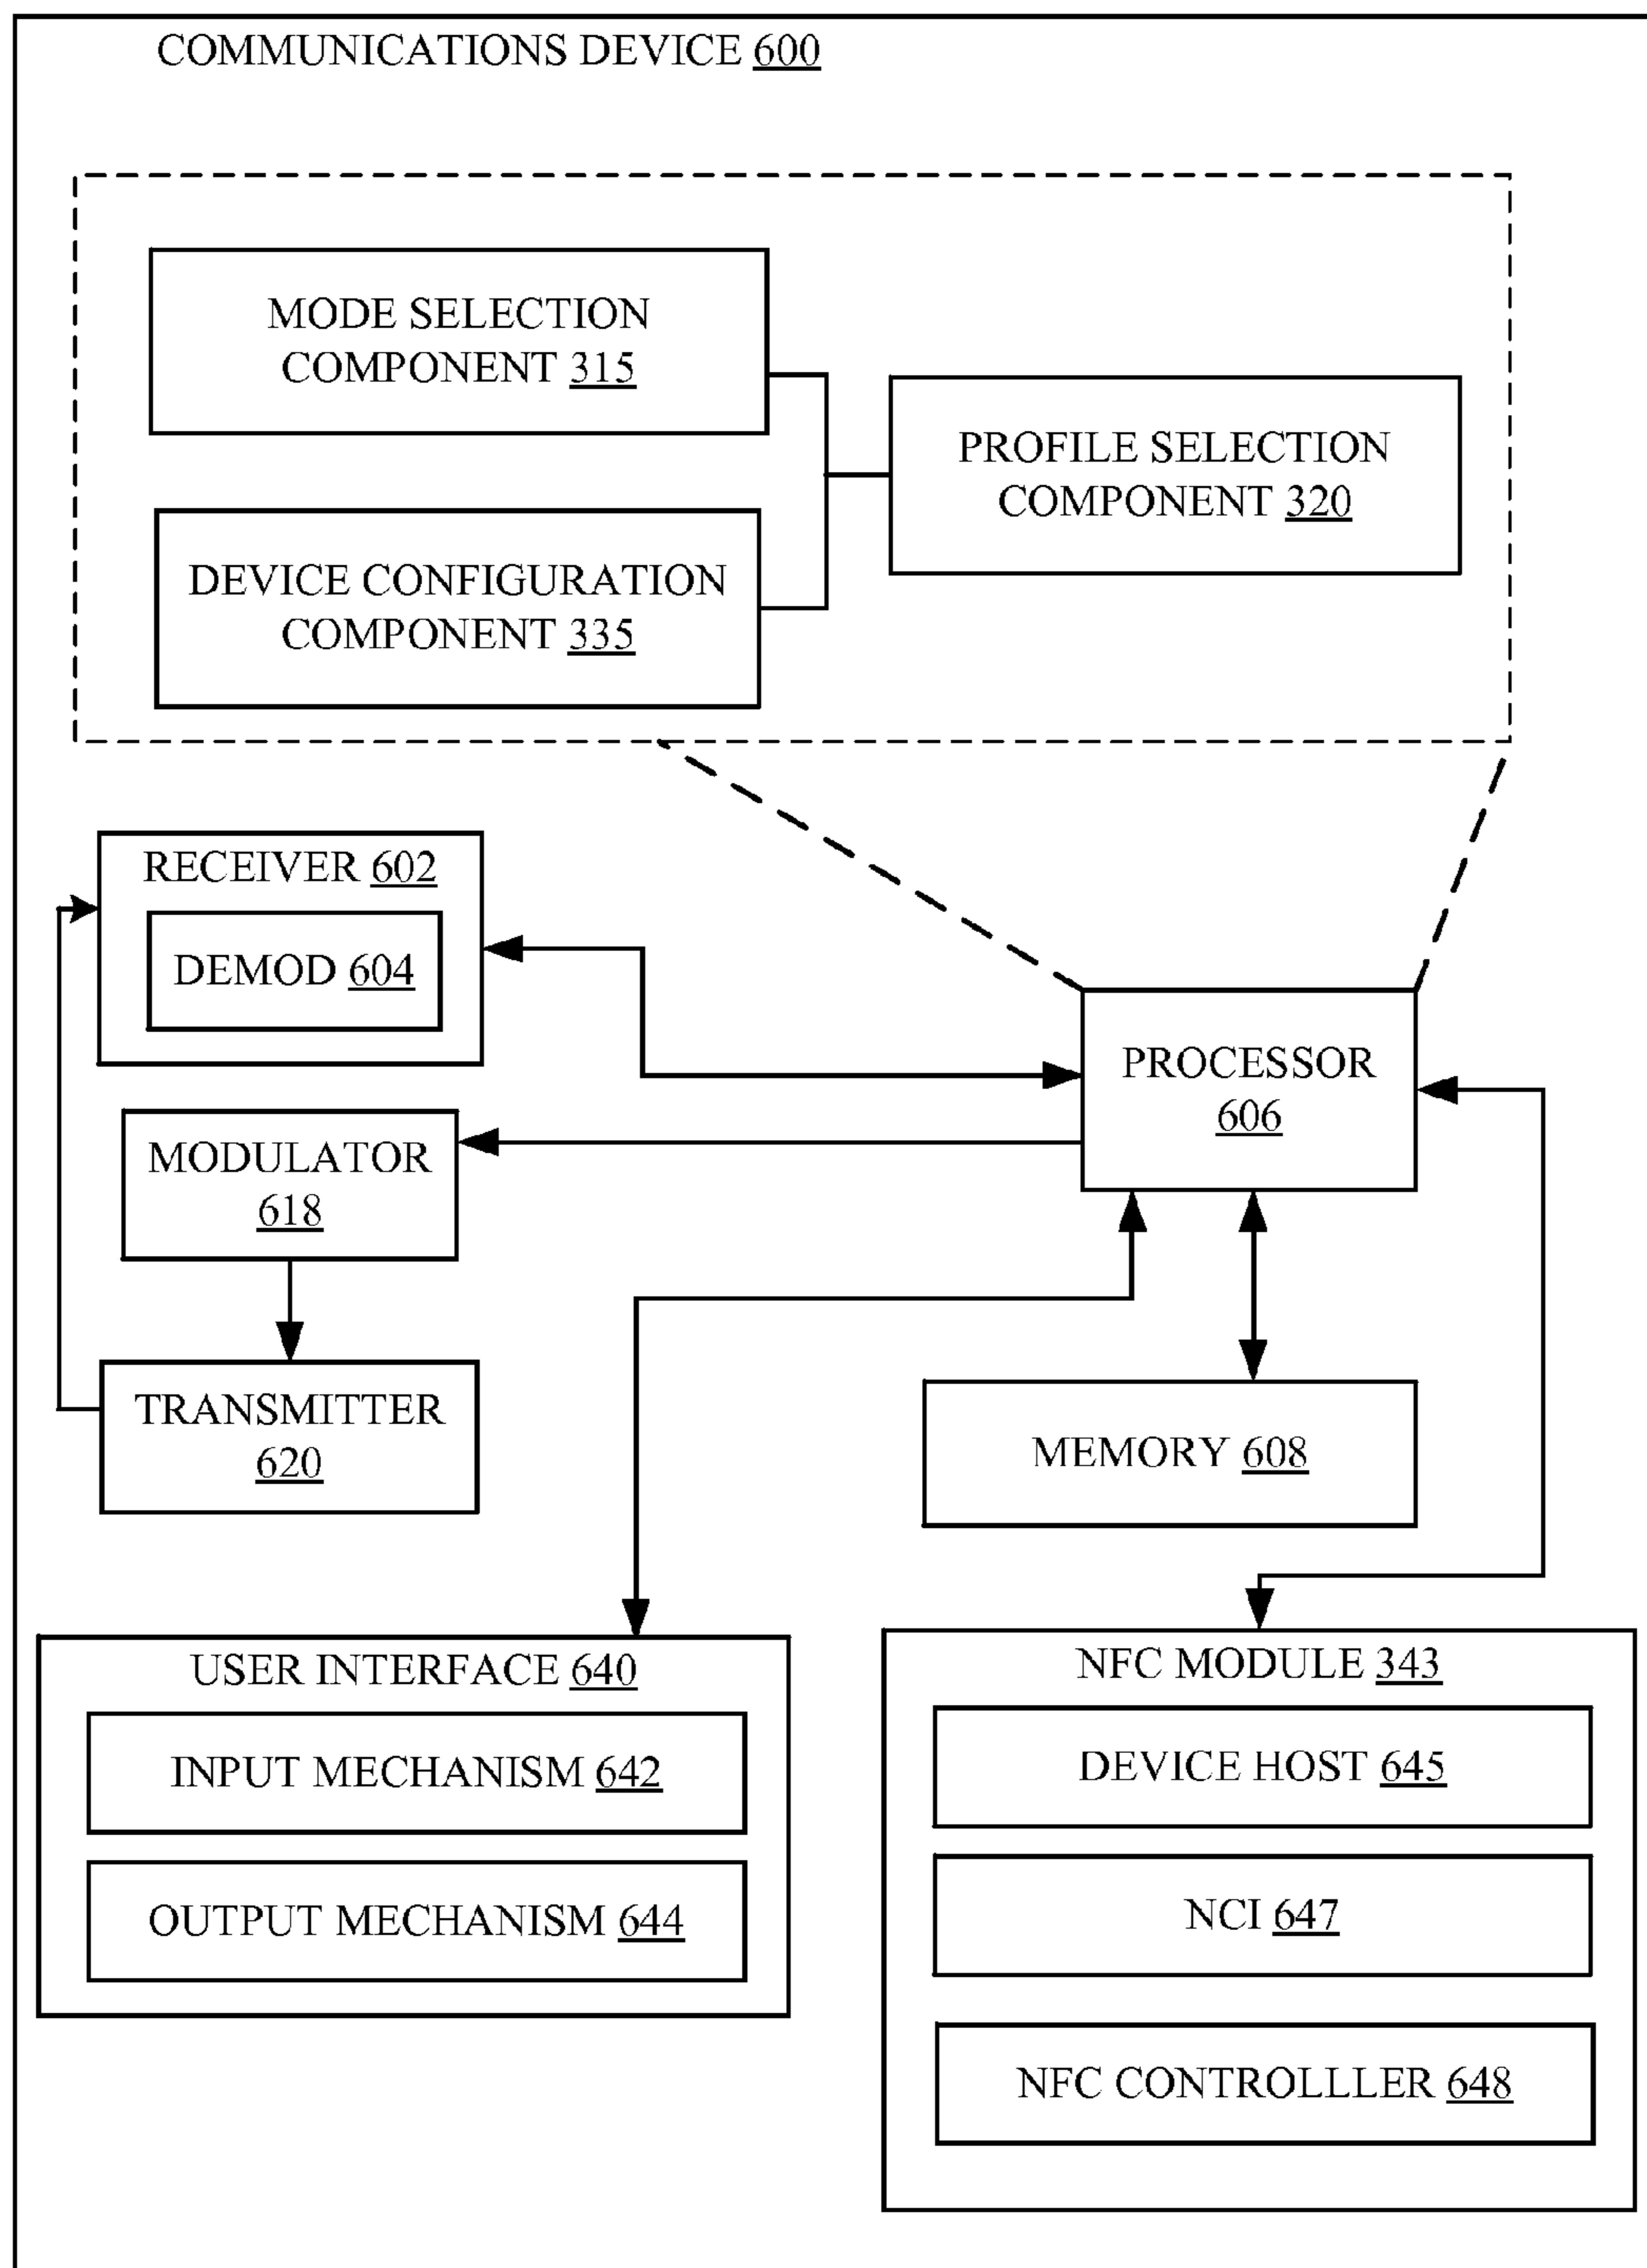 COMMUNICATIONS DEVICE 600
MODE SELECTION
COMPONENT 315
PROFILE SELECTION
COMPONENT 320
DEVICE CONFIGURATION
COMPONENT 335
RECEIVER 602
DEMOD 604
PROCESSOR
606
MODULATOR
618
TRANSMITTER
620
MEMORY 608
USER INTERFACE 640
INPUT MECHANISM 642
OUTPUT MECHANISM 644
NFC MODULE 343
DEVICE HOST 645
NCI 647
NFC CONTROLLLER 648